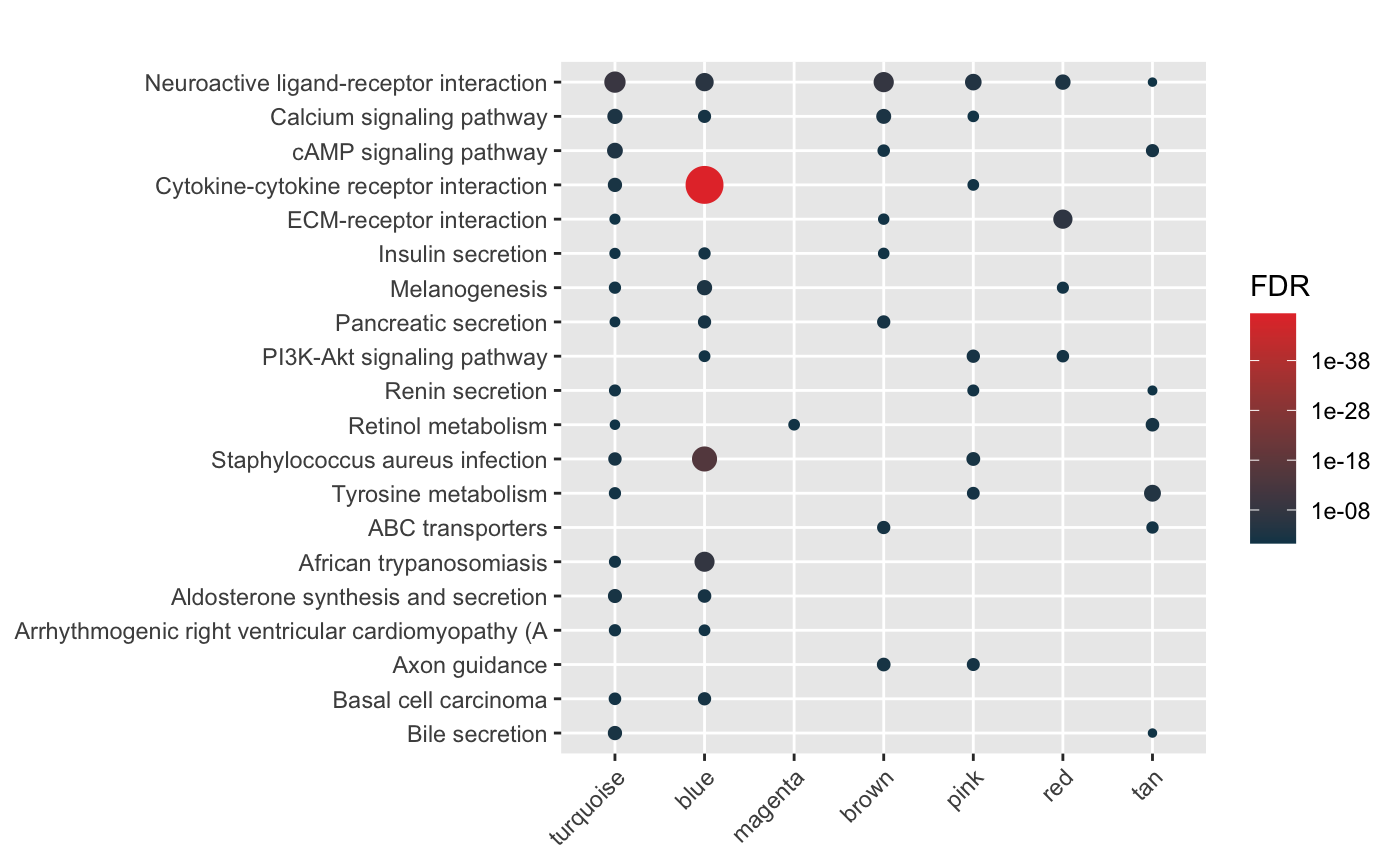 Neuroactive ligand-receptor interaction
Calcium signaling pathway
cAMP signaling pathway
Cytokine-cytokine receptor interaction
ECM-receptor interaction
Insulin secretion
Melanogenesis
Pancreatic secretion
PI3K-Akt signaling pathway
Renin secretion
Retinol metabolism
Staphylococcus aureus infection
Tyrosine metabolism
ABC transporters
African trypanosomiasis
Aldosterone synthesis and secretion
Arrhythmogenic right ventricular cardiomyopathy (A
Axon guidance
Basal cell carcinoma
Bile secretion
turquoise
blue
magenta
brown
pink
red
tan
FDR
1e-38
1e-28
1e-18
1e-08